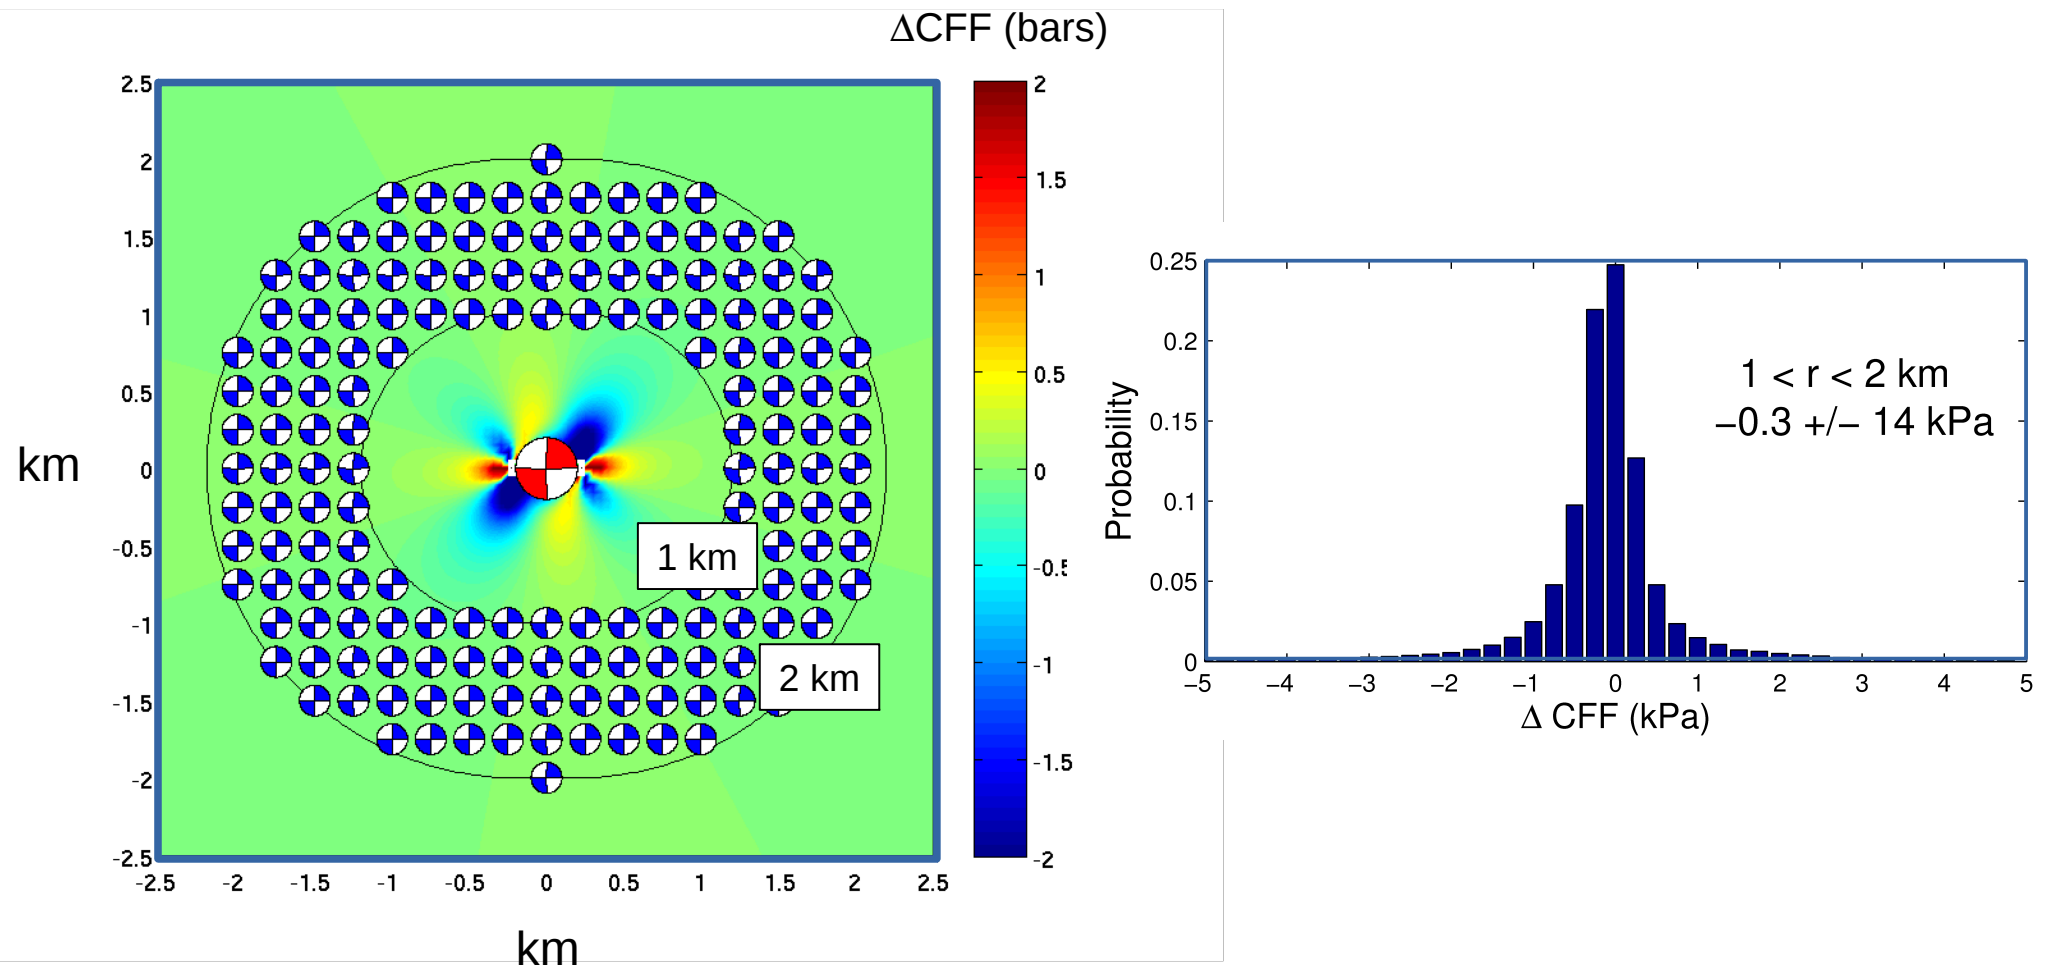 ΔCFF (bars)
2.5
2
1.5
1
0.5
0
-0.5
-1
-1.5
-2
-2.5
km
-2.5 -2 -1.5 -1 -0.5 0 0.5 1 1.5 2 2.5
km
1 km
2 km
2
1.5
1
0.5
0
-0.5
-1
-1.5
-2
0.25
0.2
0.15
0.1
0.05
0
Probability
1 < r < 2 km
−0.3 +/− 14 kPa
−5 −4 −3 −2 −1 0 1 2 3 4 5
Δ CFF (kPa)